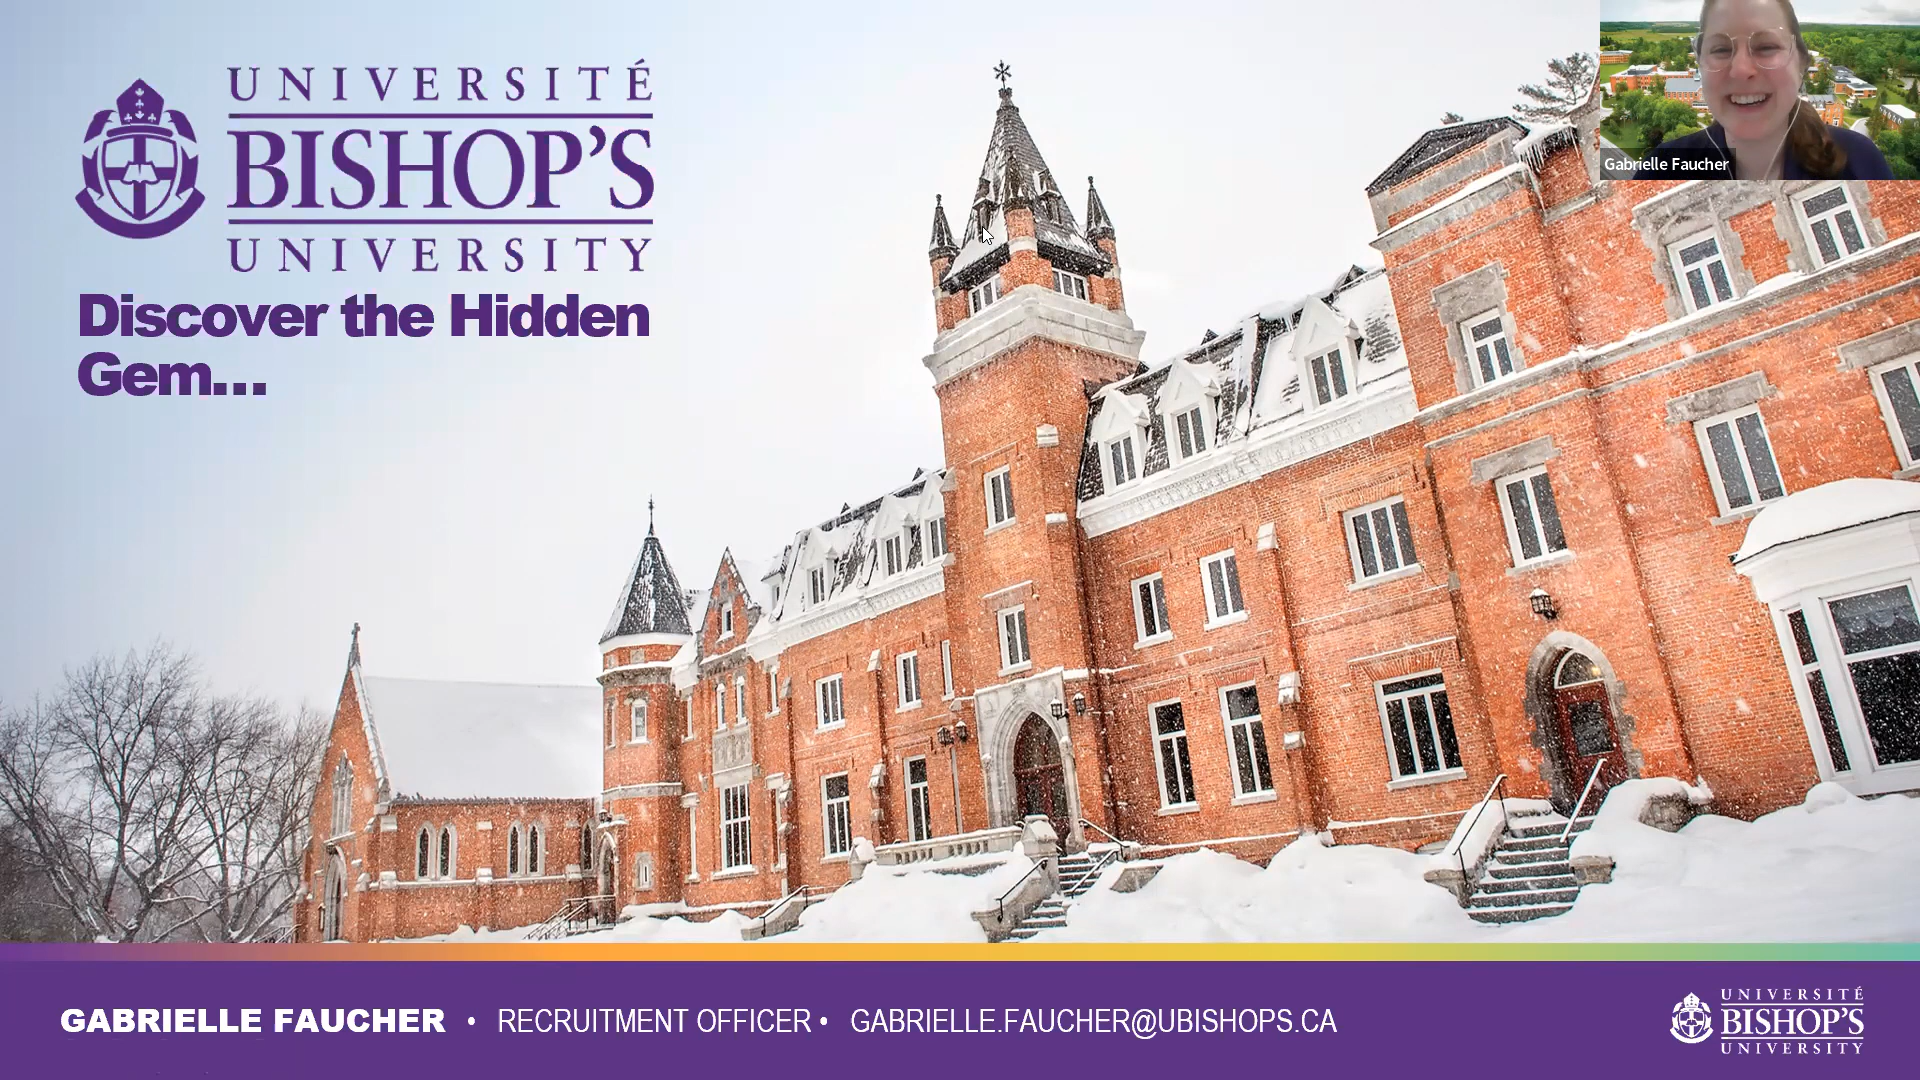 UNIVERSITÉ
BISHOP'S
UNIVERSITY
Discover the Hidden
Gem...
Gabrielle Faucher
GABRIELLE FAUCHER • RECRUITMENT OFFICER • GABRIELLE.FAUCHER@UBISHOPS.CA
UNIVERSITÉ
BISHOP'S
UNIVERSITY